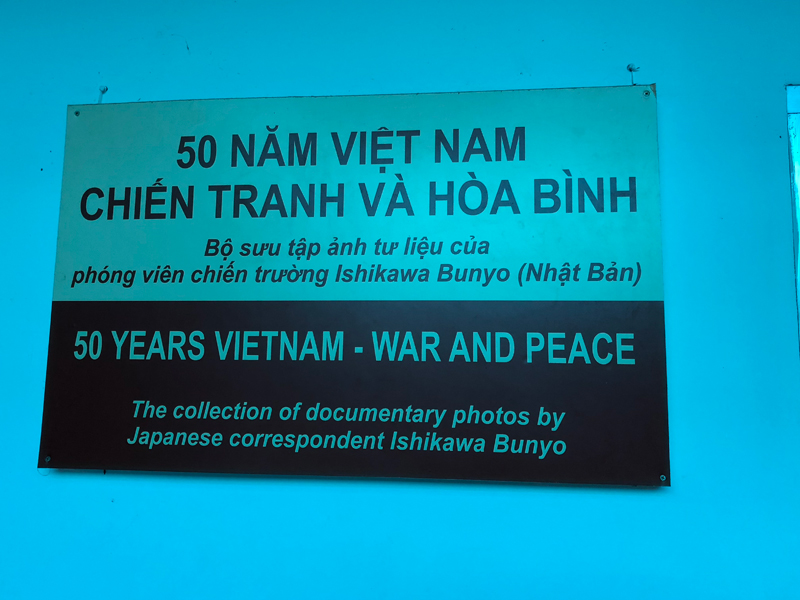 50 NĂM VIỆT NAM
CHIẾN TRANH VÀ HÒA BÌNH
Bộ sưu tập ảnh tư liệu của
phóng viên chiến trường Ishikawa Bunyo (Nhật Bản)
50 YEARS VIETNAM - WAR AND PEACE
The collection of documentary photos by
Japanese correspondent Ishikawa Bunyo